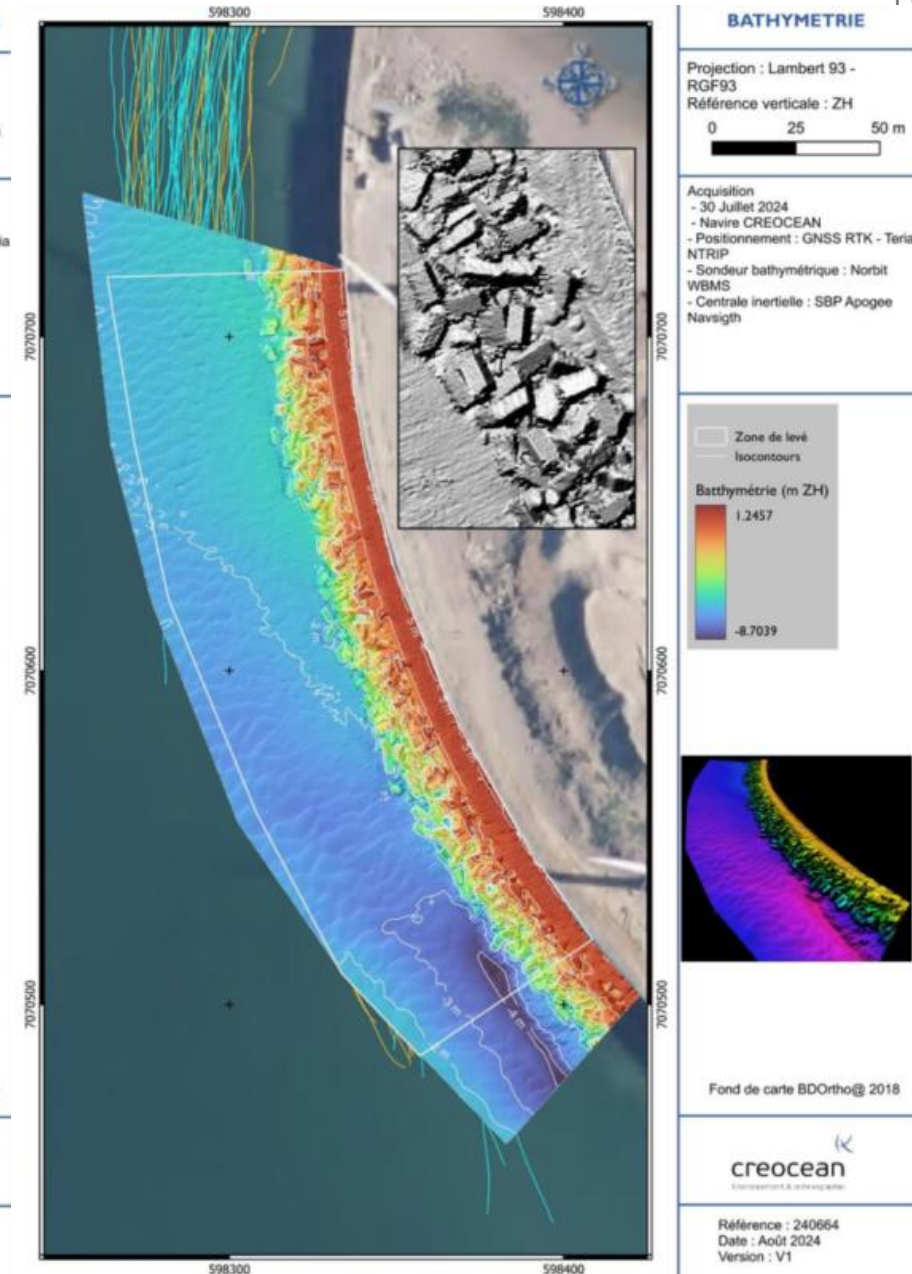 598300
598400
7070700
7070700
7070600
7070600
7070500
7070500
5 m
-3 m
-4 m
598300
598400
BATHYMETRIE
Projection : Lambert 93 -
RGF93
Référence verticale : ZH
0 25 50 m
Acquisition
- 30 Juillet 2024
- Navire CREOCEAN
- Positionnement : GNSS RTK - Teria
NTRIP
- Sondeur bathymétrique : Norbit
WBMS
- Centrale inertielle : SBP Apogee
Navsigth
Zone de levé
Isocontours
Batthymétrie (m ZH)
1.2457
-8.7039
Fond de carte BDOrtho@ 2018
creocean
Référence : 240664
Date : Août 2024
Version : V1